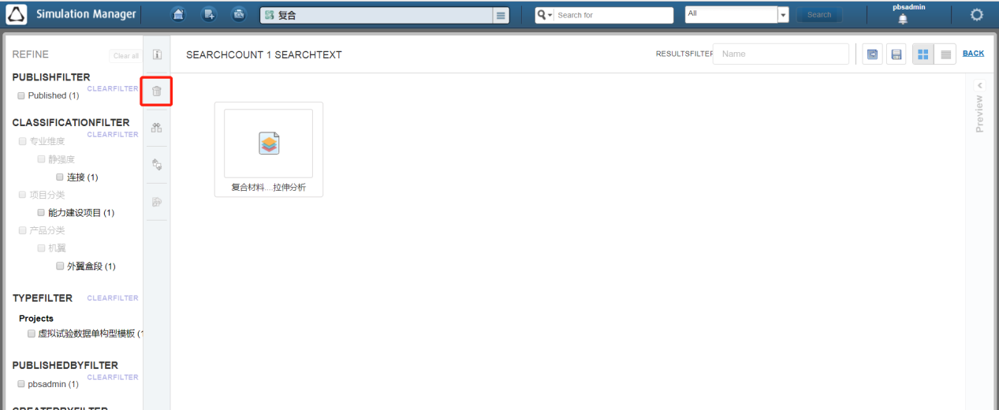 Simulation Manager
复合
Search for
All
Search
pbsadmin
REFINE
Clear all
PUBLISHFILTER
CLEARFILTER
Published (1)
CLASSIFICATIONFILTER
CLEARFILTER
专业维度
静强度
连接 (1)
项目分类
能力建设项目 (1)
产品分类
机翼
外翼盒段 (1)
TYPEFILTER CLEARFILTER
Projects
虚拟试验数据单构型模板 (1
PUBLISHEDBYFILTER
CLEARFILTER
pbsadmin (1)
CREATEDBYFILTER
SEARCHCOUNT 1 SEARCHTEXT
RESULTSFILTER
Name
BACK
复合材料....拉伸分析
Preview